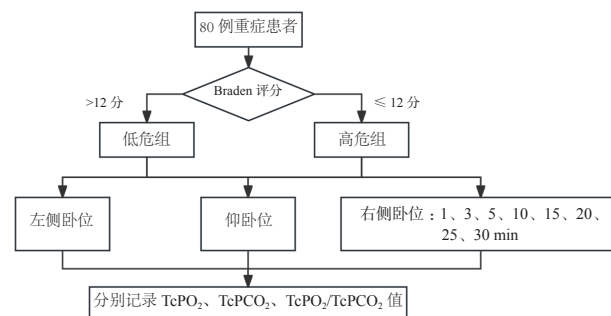 80 例重症患者
Braden 评分
>12 分
≤ 12 分
低危组
高危组
左侧卧位
仰卧位
右侧卧位：1、3、5、10、15、20、
25、30 min
分别记录 TcPO₂、TcPCO₂、TcPO₂/TcPCO₂ 值